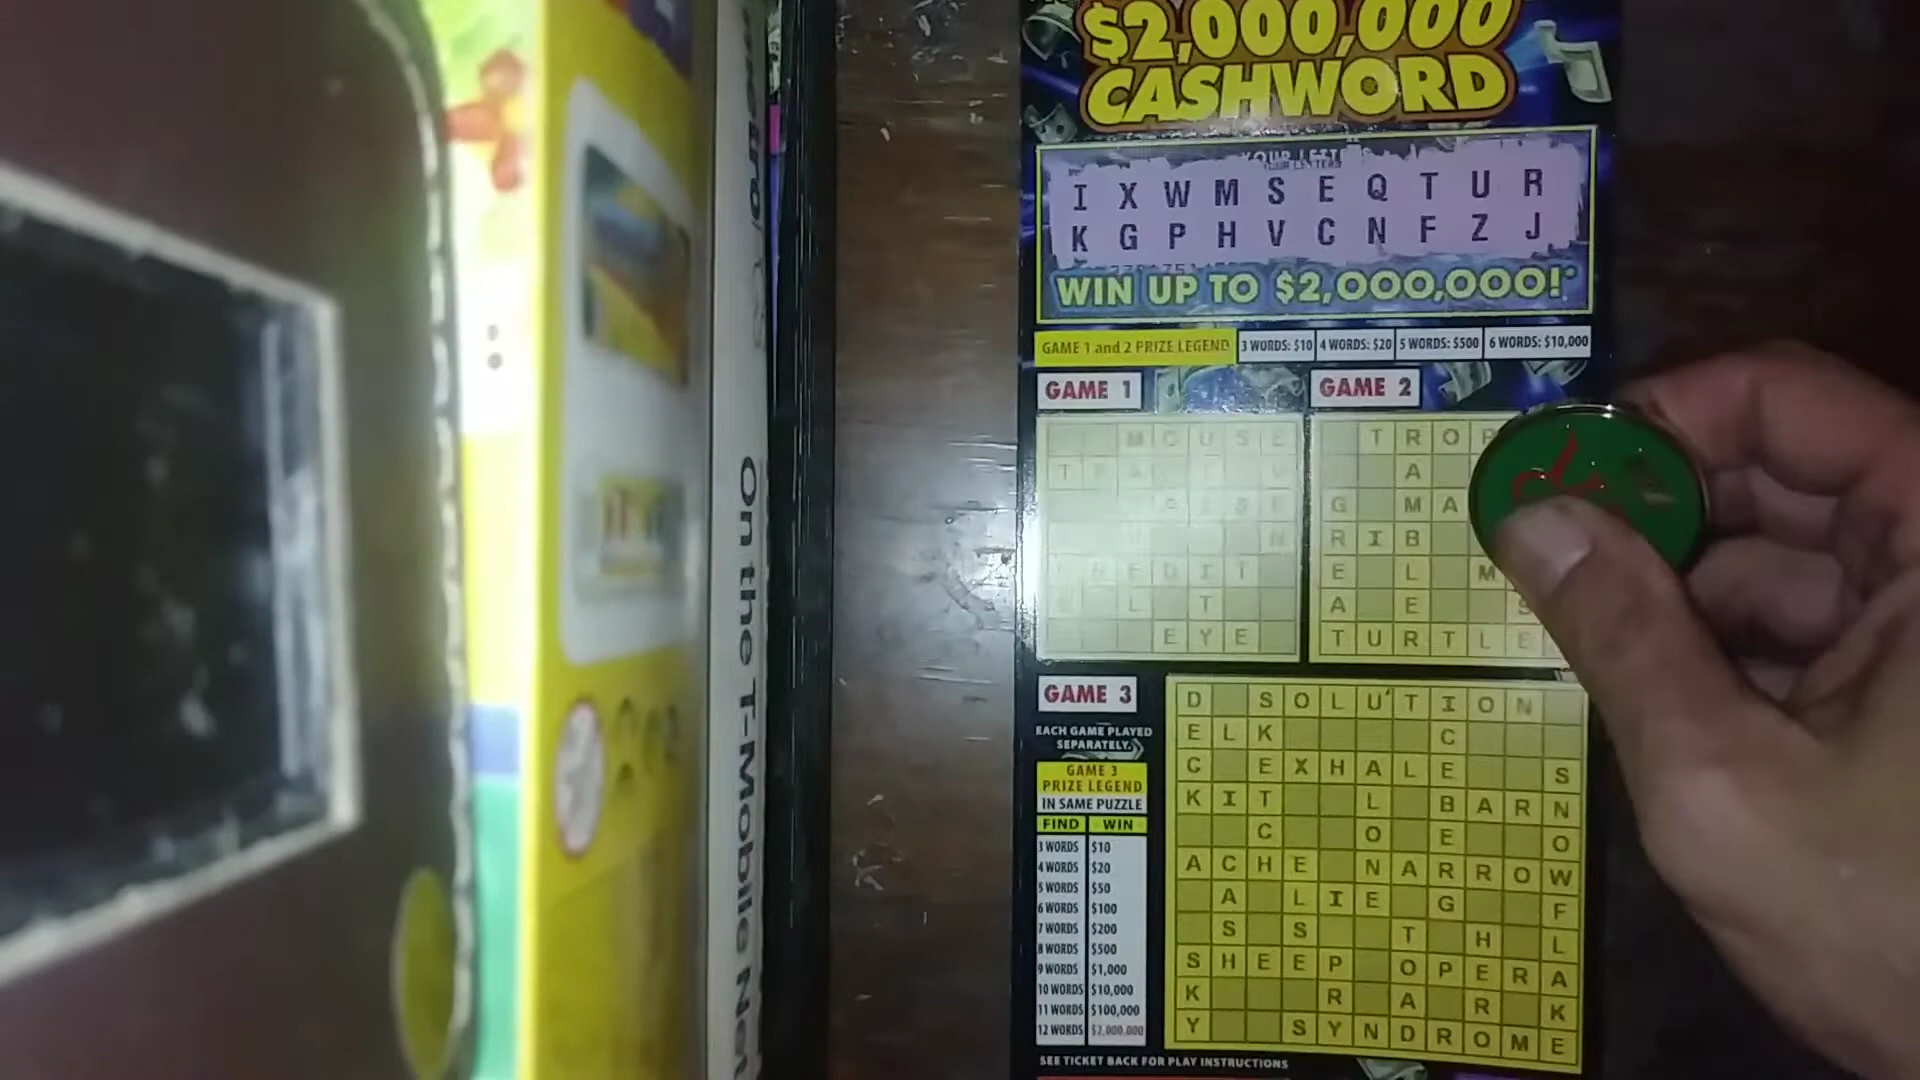 $2,000,000
CASHWORD
YOUR LETTERS
I X W M S E Q T U R
K G P H V C N F Z J
WIN UP TO $2,000,000!*
GAME 1 and 2 PRIZE LEGEND
3 WORDS: $10
4 WORDS: $20
5 WORDS: $500
6 WORDS: $10,000
GAME 1
GAME 2
M O U S E
E D I T
L T
E Y E
T R O P
A
G M A
R I B
E L M
A E S
T U R T L E
GAME 3
EACH GAME PLAYED
SEPARATELY.
GAME 3
PRIZE LEGEND
IN SAME PUZZLE
FIND WIN
3 WORDS $10
4 WORDS $20
5 WORDS $50
6 WORDS $100
7 WORDS $200
8 WORDS $500
9 WORDS $1,000
10 WORDS $10,000
11 WORDS $100,000
12 WORDS $2,000,000
D S O L U T I O N
E L K C
C E X H A L E S
K I T L B A R N N
C O E O
A C H E N A R R O W
A L I E G F
S S T H L
S H E E P O P E R A A
K R A R K
Y S Y N D R O M E
SEE TICKET BACK FOR PLAY INSTRUCTIONS
On the T-Mobile Net